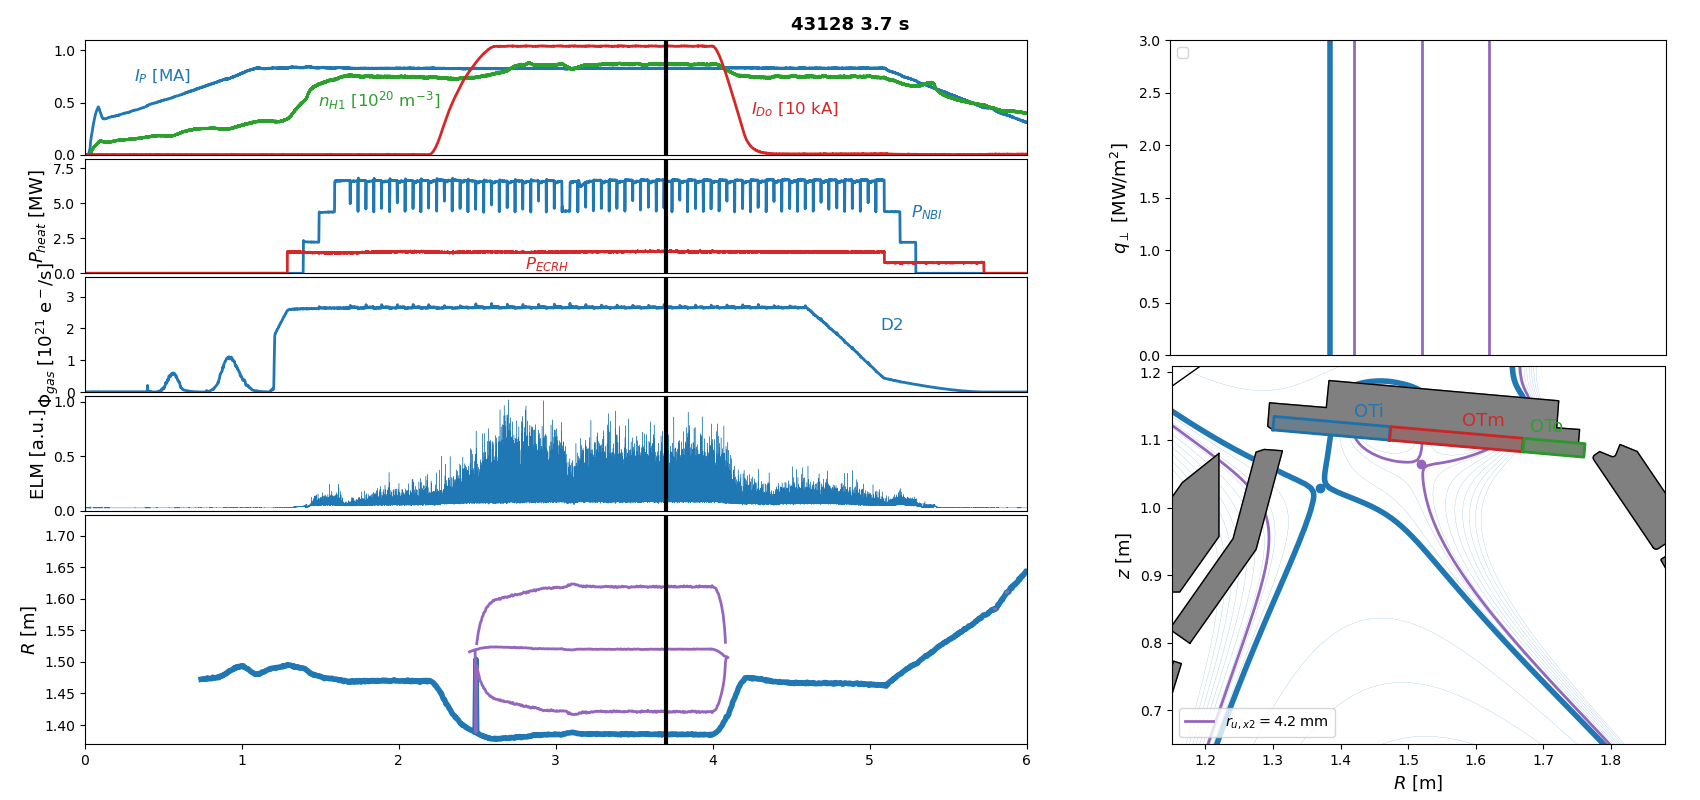 43128 3.7 s
1.0
0.5
0.0
I_P [MA]
n_H1 [10^20 m^−3]
I_Do [10 kA]
P_heat [MW]
7.5
5.0
2.5
0.0
P_NBI
P_ECRH
Φ_gas [10^21 e^−/s]
3
2
1
0
D2
ELM [a.u.]
1.0
0.5
0.0
R [m]
1.70
1.65
1.60
1.55
1.50
1.45
1.40
0 1 2 3 4 5 6
q_⊥ [MW/m^2]
3.0
2.5
2.0
1.5
1.0
0.5
0.0
z [m]
1.2
1.1
1.0
0.9
0.8
0.7
OTi
OTm
OTo
r_u,x2 = 4.2 mm
1.2 1.3 1.4 1.5 1.6 1.7 1.8
R [m]